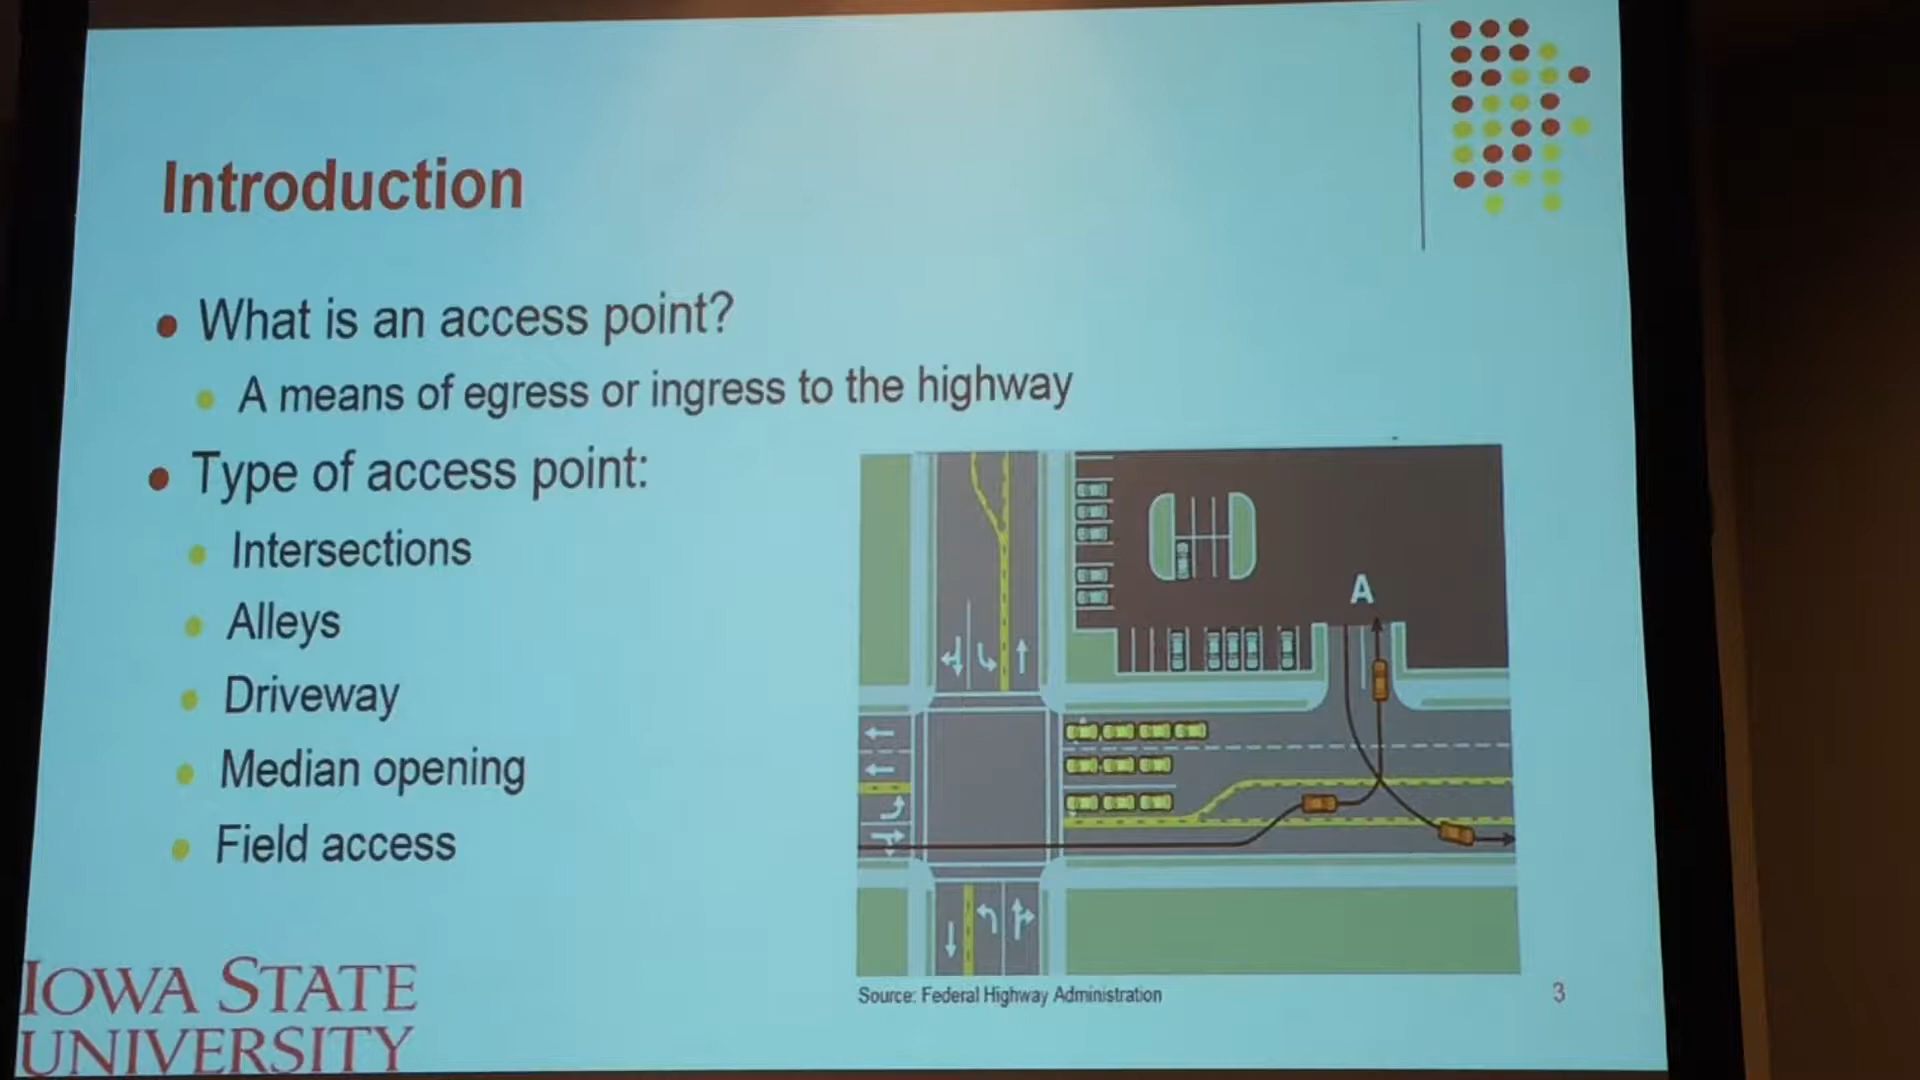 Introduction
What is an access point?
A means of egress or ingress to the highway
Type of access point:
Intersections
Alleys
Driveway
Median opening
Field access
A
Source: Federal Highway Administration
3
IOWA STATE
UNIVERSITY